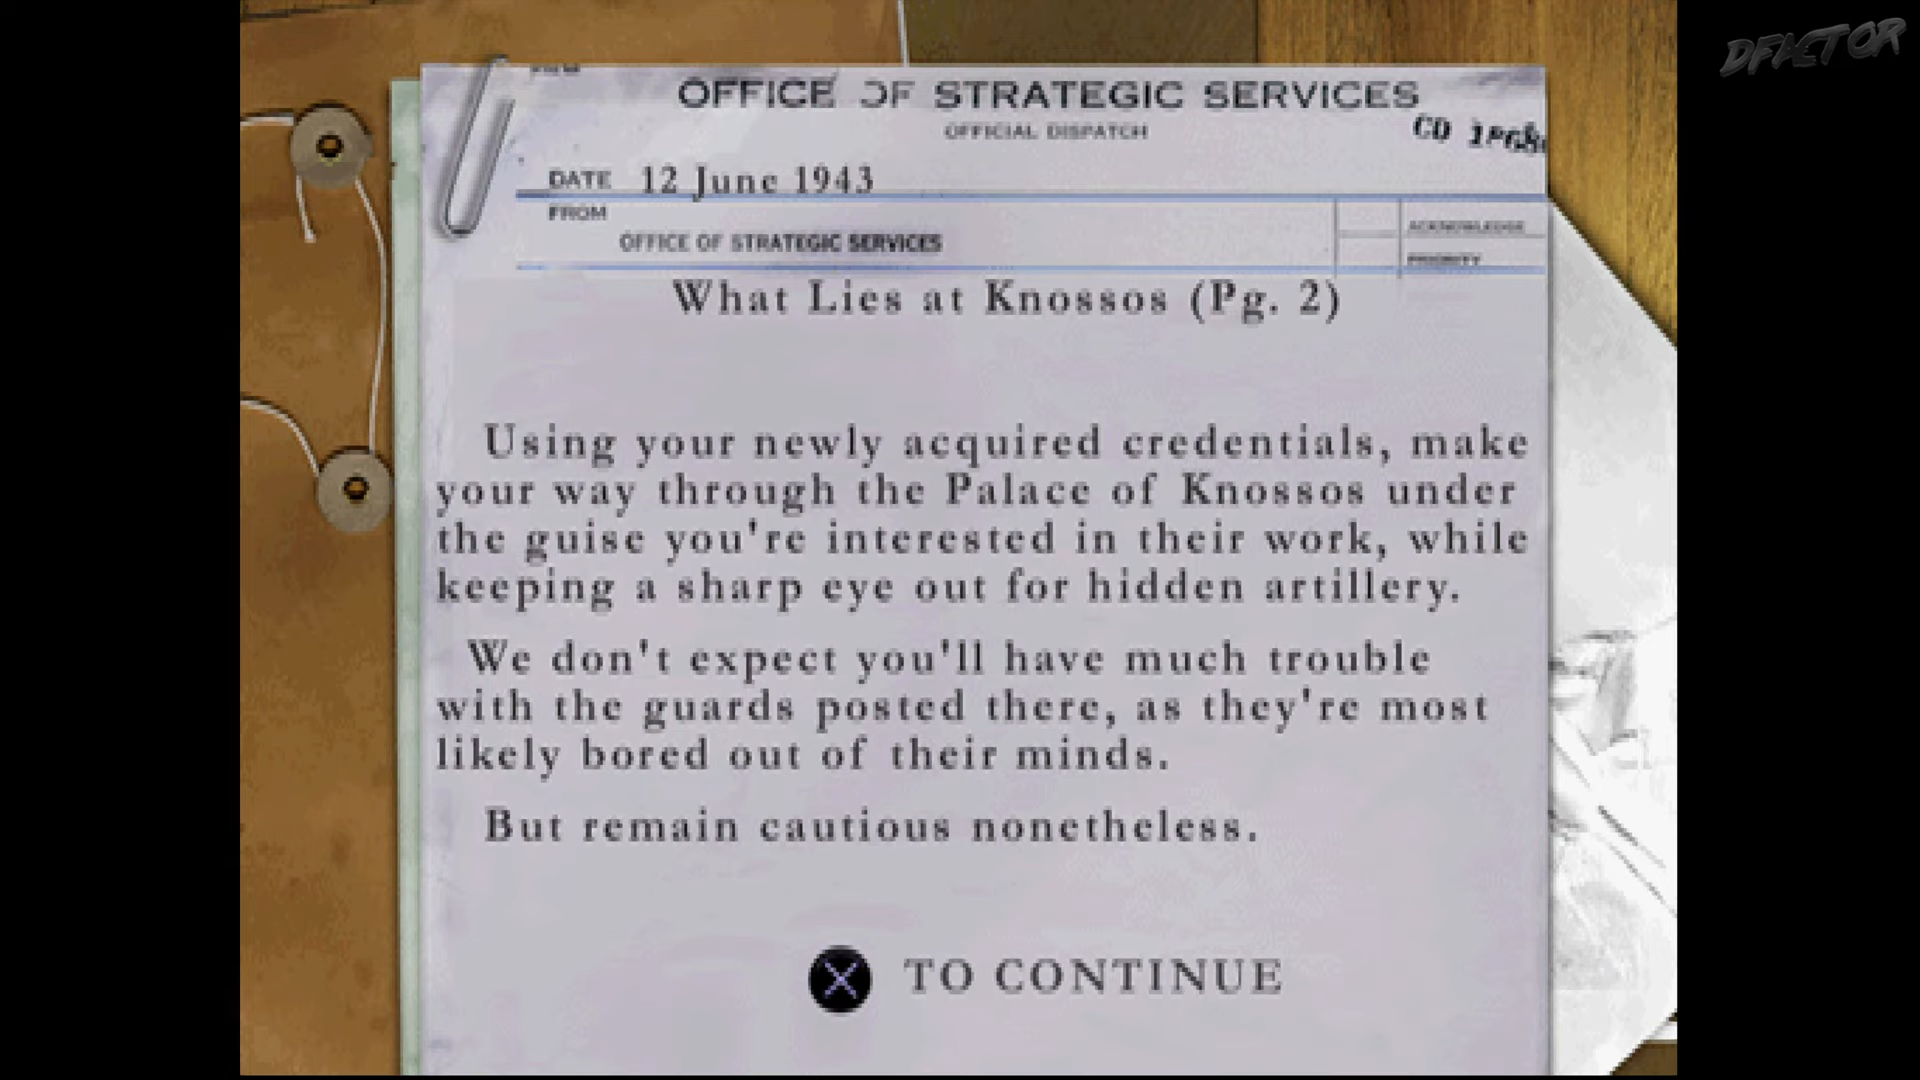 DFACTOR
OFFICE OF STRATEGIC SERVICES
OFFICIAL DISPATCH
CD
DATE 12 June 1943
FROM
OFFICE OF STRATEGIC SERVICES
ACKNOWLEDGE
PRIORITY
What Lies at Knossos (Pg. 2)
Using your newly acquired credentials, make
your way through the Palace of Knossos under
the guise you're interested in their work, while
keeping a sharp eye out for hidden artillery.
We don't expect you'll have much trouble
with the guards posted there, as they're most
likely bored out of their minds.
But remain cautious nonetheless.
X TO CONTINUE